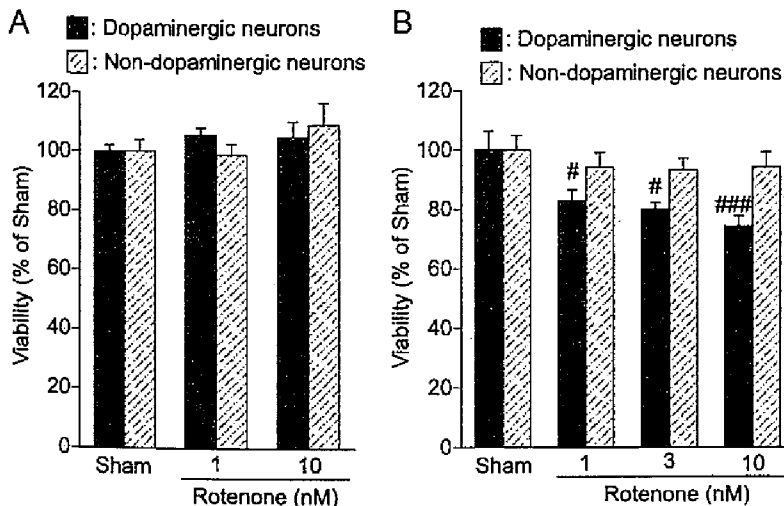 A
: Dopaminergic neurons
: Non-dopaminergic neurons
120
100
80
60
40
20
0
Viability (% of Sham)
Sham
1
10
Rotenone (nM)
B
: Dopaminergic neurons
: Non-dopaminergic neurons
120
100
80
60
40
20
0
Viability (% of Sham)
#
#
###
Sham
1
3
10
Rotenone (nM)